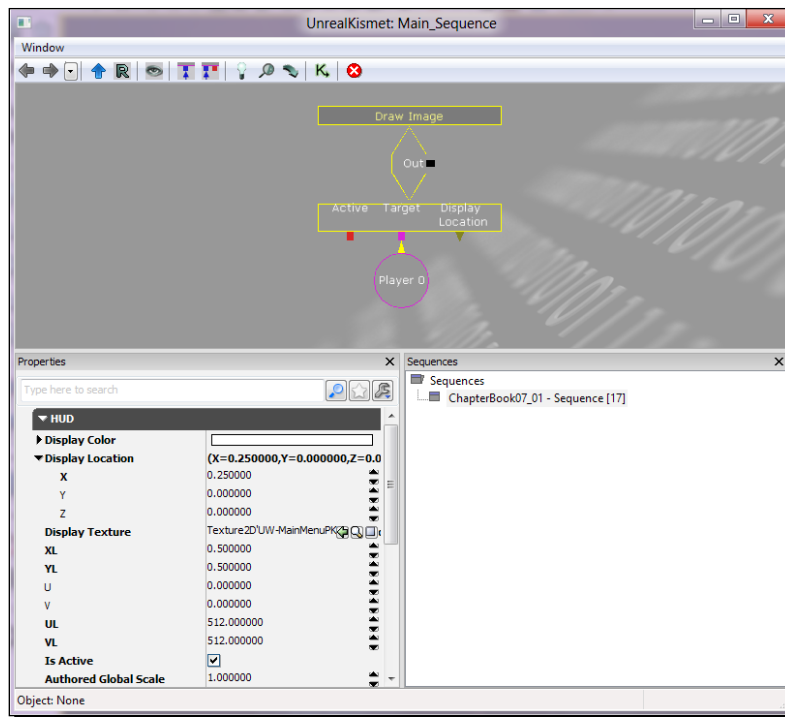 UnrealKismet: Main_Sequence
Window
Draw Image
Out
Active Target Display
Location
Player 0
Properties
Sequences
Type here to search
Sequences
ChapterBook07_01 - Sequence [17]
HUD
Display Color
Display Location (X=0.250000,Y=0.000000,Z=0.0
X 0.250000
Y 0.000000
Z 0.000000
Display Texture Texture2D'UW-MainMenuPK
XL 0.500000
YL 0.500000
U 0.000000
V 0.000000
UL 512.000000
VL 512.000000
Is Active
Authored Global Scale 1.000000
Object: None